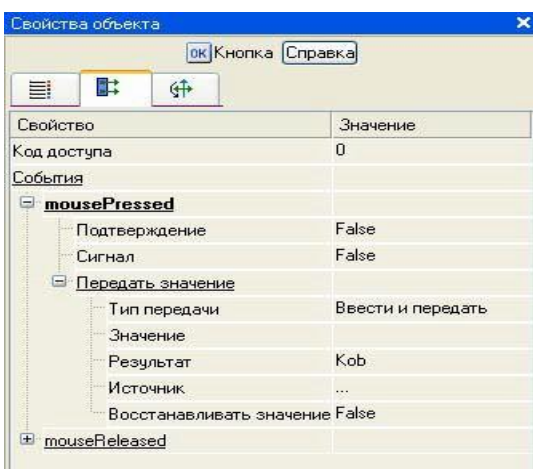 Свойства объекта
ок Кнопка Справка
Свойство Значение
Код доступа 0
События
mousePressed
Подтверждение False
Сигнал False
Передать значение
Тип передачи Ввести и передать
Значение
Результат Kob
Источник ...
Восстанавливать значение False
mouseReleased